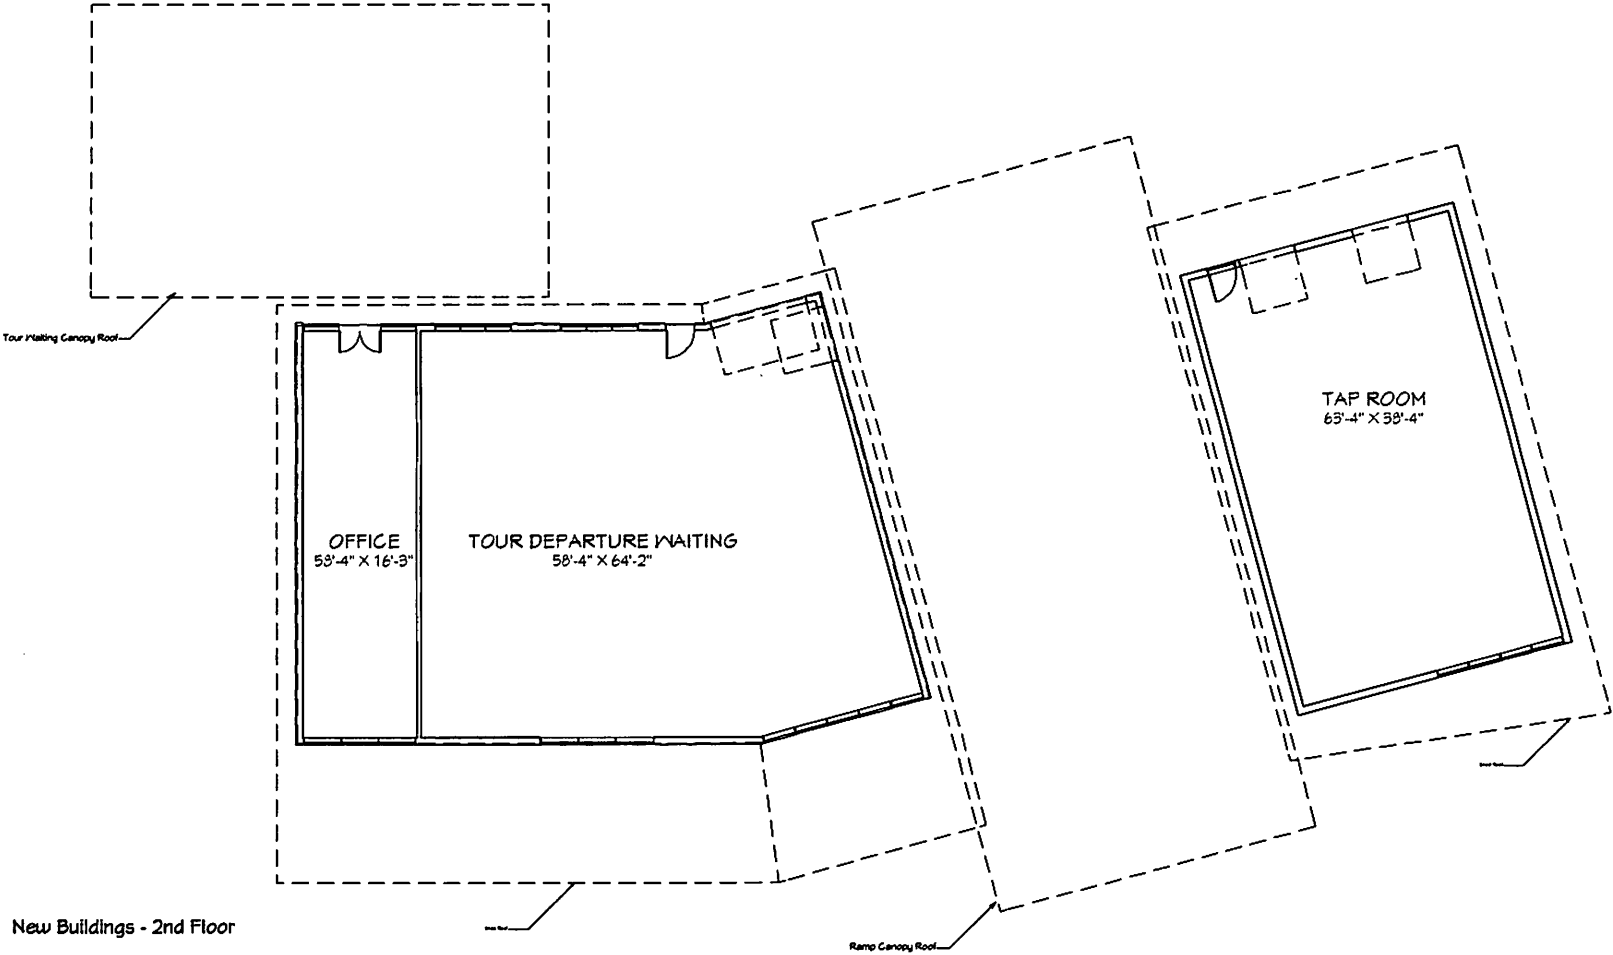 Tour Waiting Canopy Roof
TAP ROOM
63'-4" X 38'-4"
OFFICE
58'-4" X 16'-3"
TOUR DEPARTURE WAITING
58'-4" X 64'-2"
New Buildings - 2nd Floor
Ramp Canopy Roof